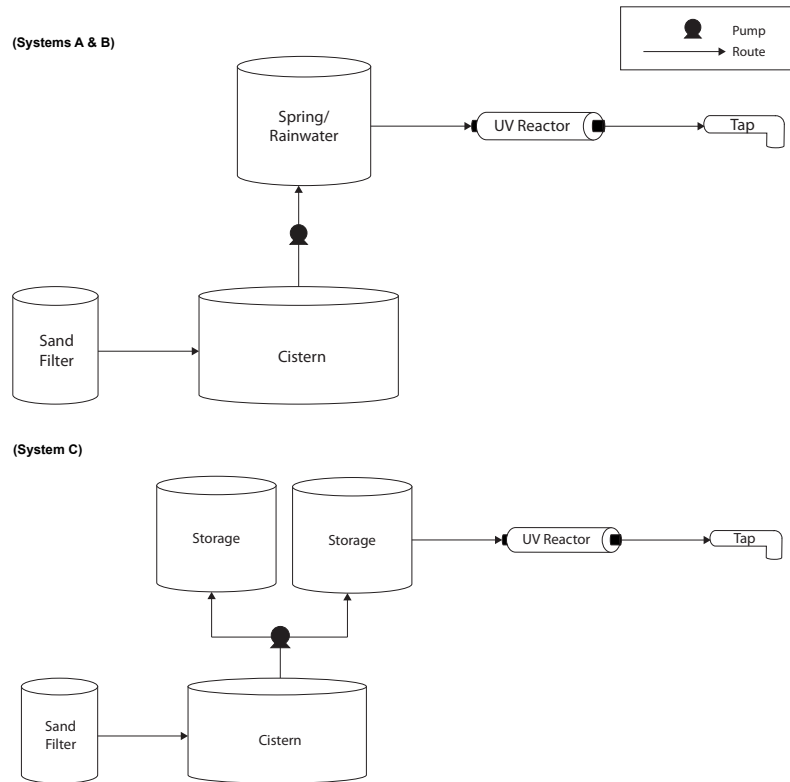 (Systems A & B)
Pump
Route
Spring/
Rainwater
UV Reactor
Tap
Sand
Filter
Cistern
(System C)
Storage
Storage
UV Reactor
Tap
Sand
Filter
Cistern